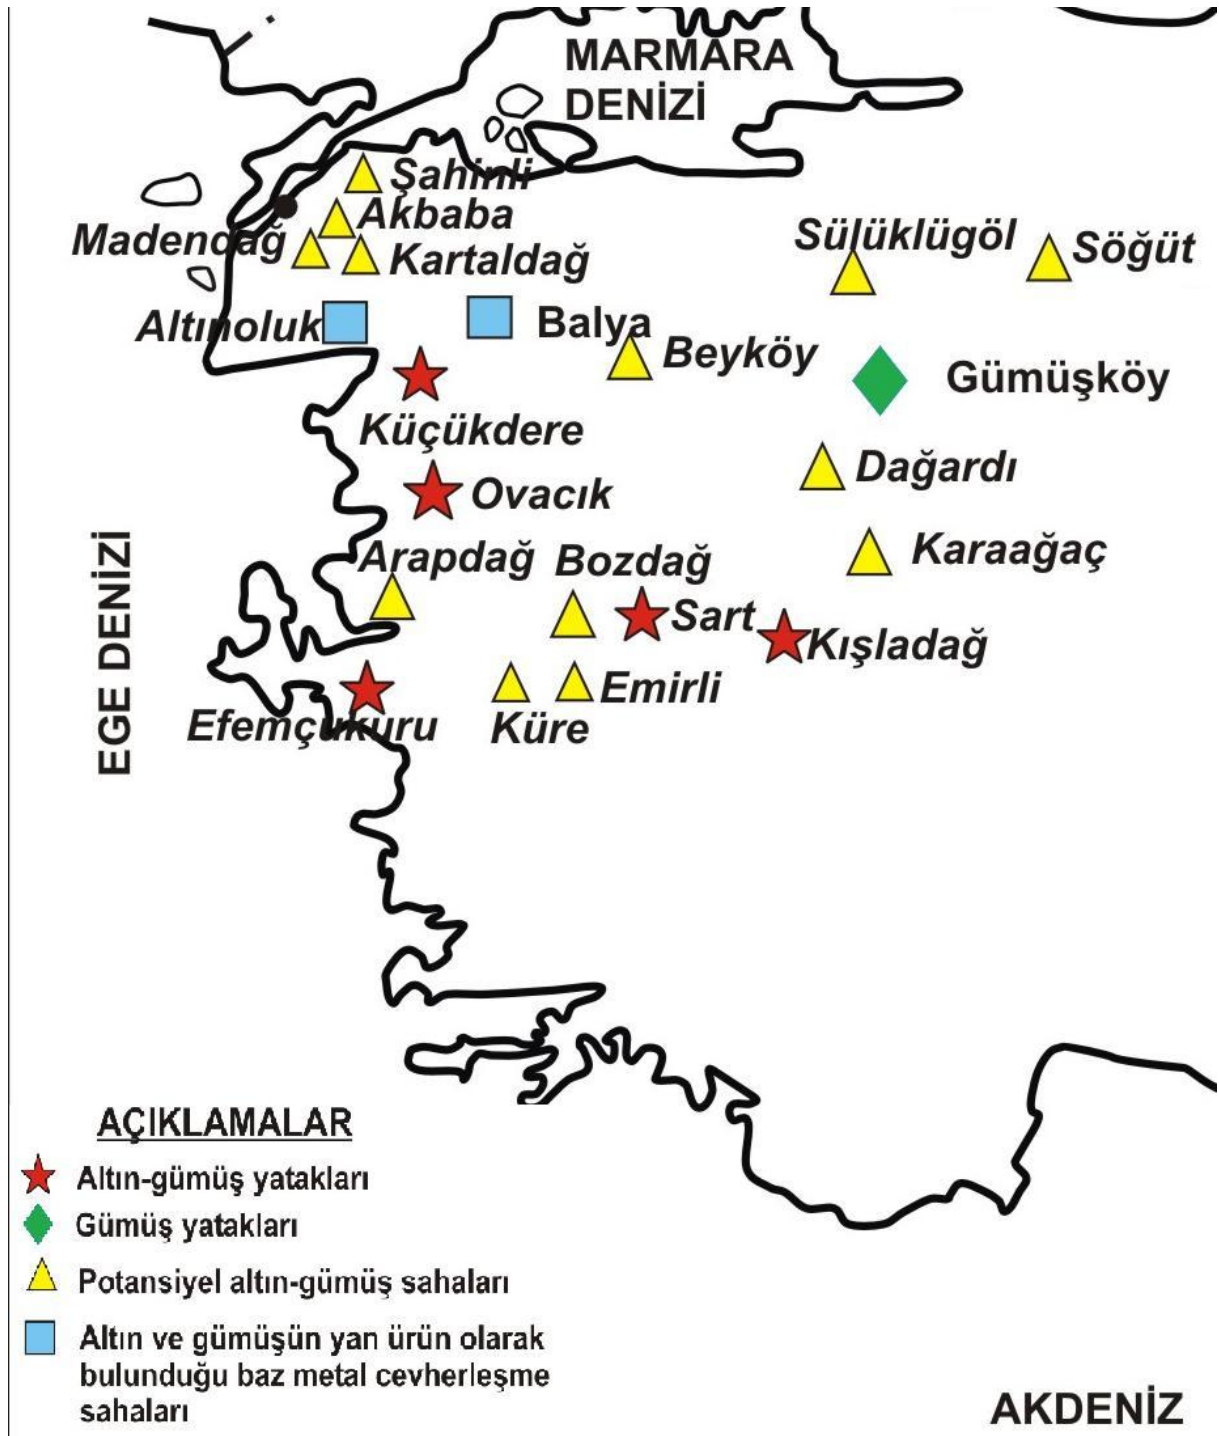 MARMARA
DENİZİ
Şahinli
Akbaba
Madendağ
Kartaldağ
Sülüklügöl
Söğüt
Altınoluk
Balya
Beyköy
Gümüşköy
Küçükdere
Dağardı
Ovacık
Arapdağ
Bozdağ
Karaağaç
EGE DENİZİ
Sart
Kışladağ
Emirli
Efemçukuru
Küre
AÇIKLAMALAR
Altın-gümüş yatakları
Gümüş yatakları
Potansiyel altın-gümüş sahaları
Altın ve gümüşün yan ürün olarak
bulunduğu baz metal cevherleşme
sahaları
AKDENİZ